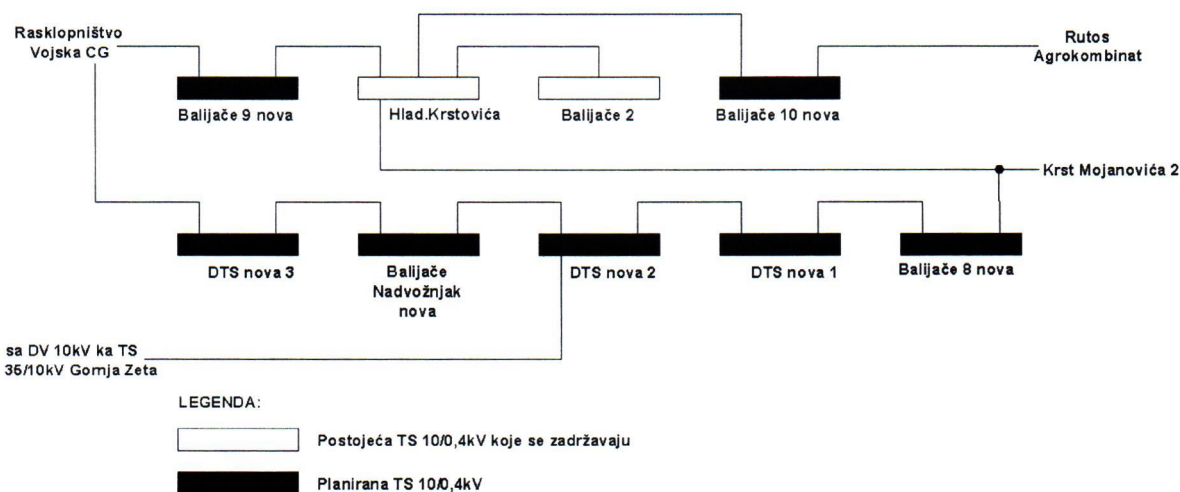 Rasklopništvo
Vojska CG
Rutos
Agrokombinat
Balijače 9 nova
Hlad.Krstovića
Balijače 2
Balijače 10 nova
Krst Mojanovića 2
DTS nova 3
Balijače
Nadvožnjak
nova
DTS nova 2
DTS nova 1
Balijače 8 nova
sa DV 10kV ka TS
35/10kV Gornja Zeta
LEGENDA:
Postojeća TS 10/0,4kV koje se zadržavaju
Planirana TS 10/0,4kV